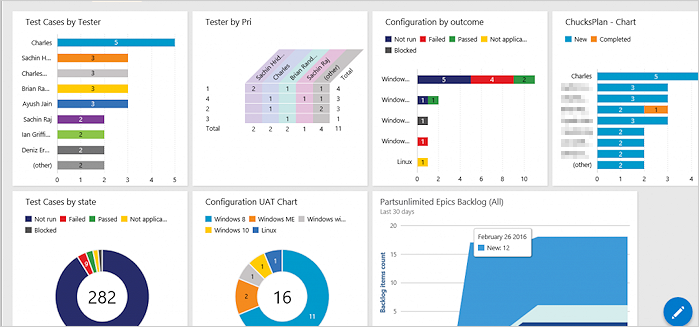 Test Cases by Tester
Charles 5
Sachin H... 3
Charles... 3
Brian Ra... 3
Ayush Jain 3
Sachin Raj 2
Ian Griffi... 2
Deniz Er... 2
(other) 2
0 1 2 3 4 5
Tester by Pri
Sachin Hind... Charles Brian Rand... Sachin Raj (other) Total
1 2 1 1 4
4 1 1 1 3
2 1 3 4
3 1 1
Total 2 2 2 1 4 11
Configuration by outcome
Not run Failed Passed Not applica...
Blocked
Window... 5 4 2
Window... 1 1
Window... 1
Window... 1
Linux 1
0 2 4 6 8 10
ChucksPlan - Chart
New Completed
Charles 5
3
2 1
3
2
2
2
(other) 2
0 1 2 3 4
Test Cases by state
Not run Failed Passed Not applica...
Blocked
9
282
Configuration UAT Chart
Windows 8 Windows ME Windows wi...
Windows 10 Linux
1
1
1
2
16
11
Partsunlimited Epics Backlog (All)
Last 30 days
Backlog items count
20
15
10
5
February 26 2016
New: 12